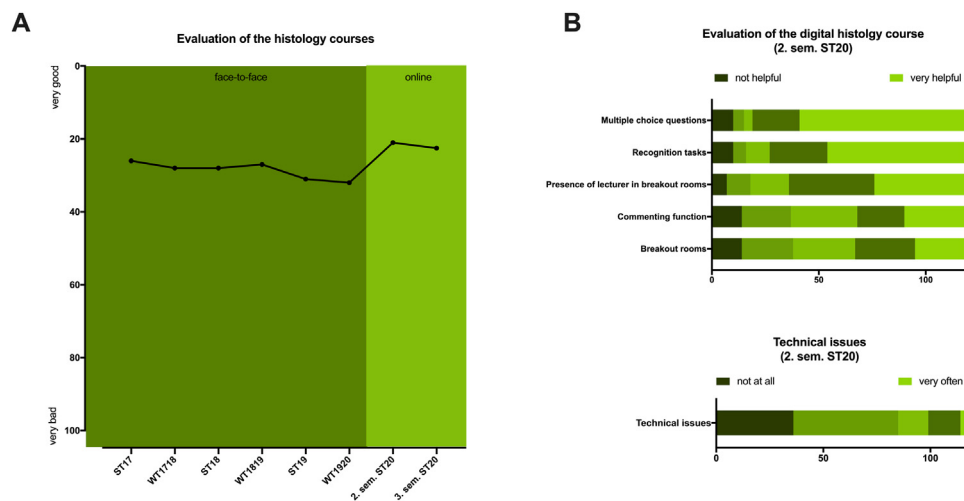 A
Evaluation of the histology courses
very good
very bad
0
20
40
60
80
100
face-to-face
online
ST17
WT1718
ST18
WT1819
ST19
WT1920
2. sem. ST20
3. sem. ST20
B
Evaluation of the digital histolgy course
(2. sem. ST20)
not helpful
very helpful
Multiple choice questions
Recognition tasks
Presence of lecturer in breakout rooms
Commenting function
Breakout rooms
0
50
100
Technical issues
(2. sem. ST20)
not at all
very often
Technical issues
0
50
100